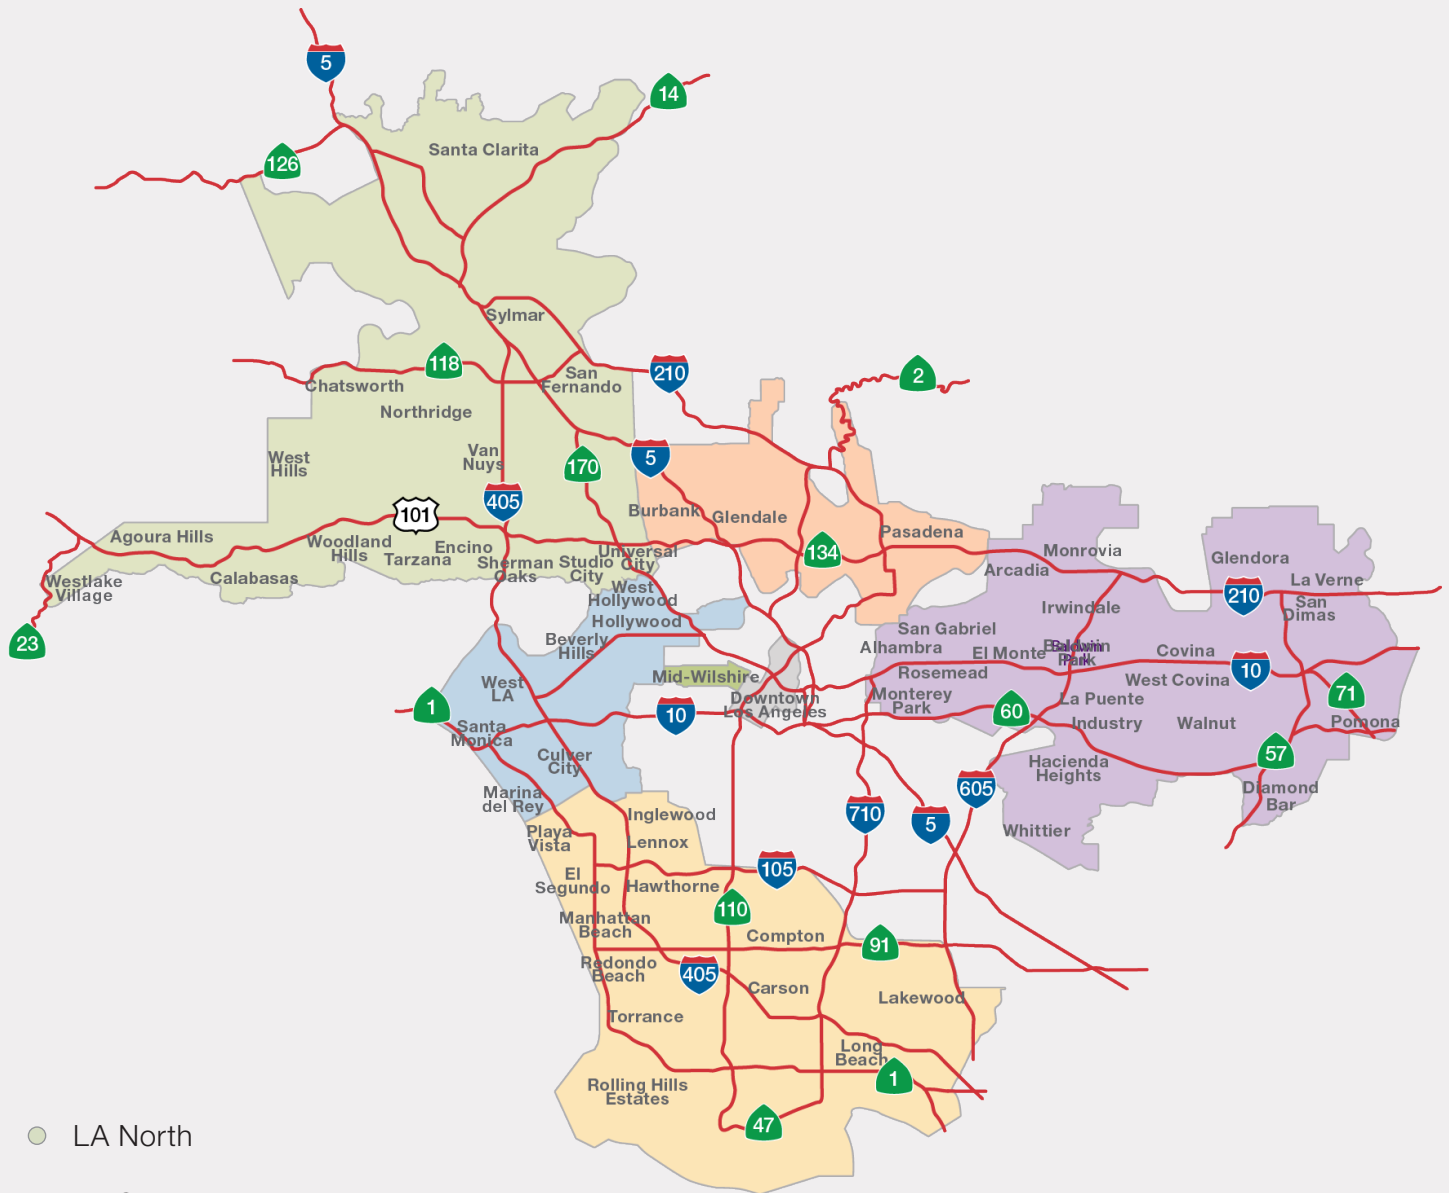 5
14
126
Santa Clarita
Sylmar
118
210
2
San
Fernando
Chatsworth
Northridge
West
Hills
Van
Nuys
170
5
405
101
Burbank
Glendale
Pasadena
134
Agoura Hills
Woodland
Hills
Tarzana
Encino
Sherman
Oaks
Studio
City
Universal
City
Calabasas
Westlake
Village
23
Monrovia
Arcadia
Glendora
La Verne
San
Dimas
210
Irwindale
West
Hollywood
Hollywood
Beverly
Hills
San Gabriel
Alhambra
El Monte
Baldwin
Park
Covina
10
West Covina
Rosemead
Mid-Wilshire
Downtown
Los Angeles
Monterey
Park
La Puente
60
Industry
Walnut
71
Pomona
57
West
LA
1
Santa
Monica
10
Culver
City
Hacienda
Heights
Diamond
Bar
605
Marina
del Rey
710
5
Whittier
Playa
Vista
Inglewood
Lennox
El
Segundo
Hawthorne
105
110
Manhattan
Beach
Compton
91
Redondo
Beach
405
Carson
Lakewood
Torrance
Long
Beach
1
Rolling Hills
Estates
47
LA North